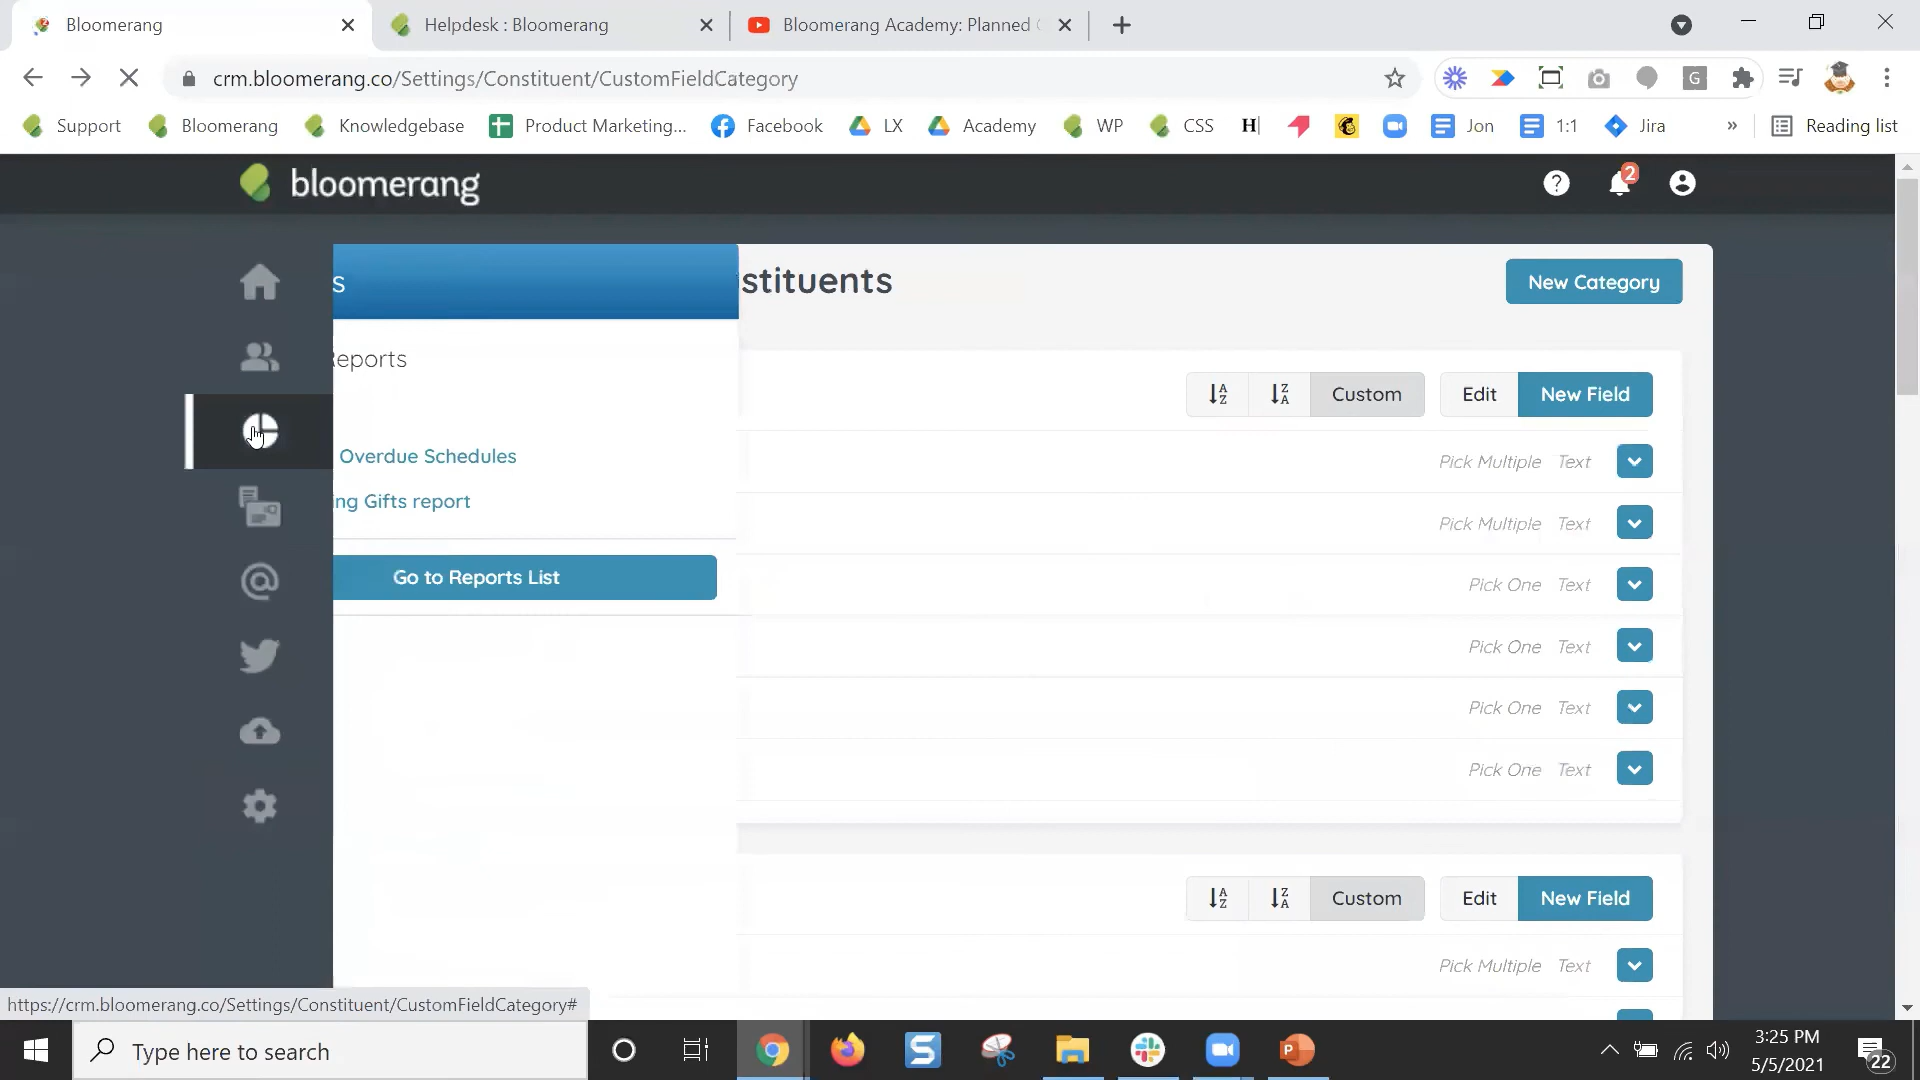 Bloomerang
Helpdesk : Bloomerang
Bloomerang Academy: Planned
crm.bloomerang.co/Settings/Constituent/CustomFieldCategory
G
Support
Bloomerang
Knowledgebase
Product Marketing...
Facebook
LX
Academy
WP
CSS
H
Jon
1:1
Jira
»
Reading list
bloomerang
?
2
s
stituents
New Category
Reports
A Z
Z A
Custom
Edit
New Field
Overdue Schedules
Pick Multiple Text
ing Gifts report
Pick Multiple Text
Go to Reports List
Pick One Text
Pick One Text
Pick One Text
Pick One Text
A Z
Z A
Custom
Edit
New Field
Pick Multiple Text
https://crm.bloomerang.co/Settings/Constituent/CustomFieldCategory#
Type here to search
S
P
3:25 PM
5/5/2021
22